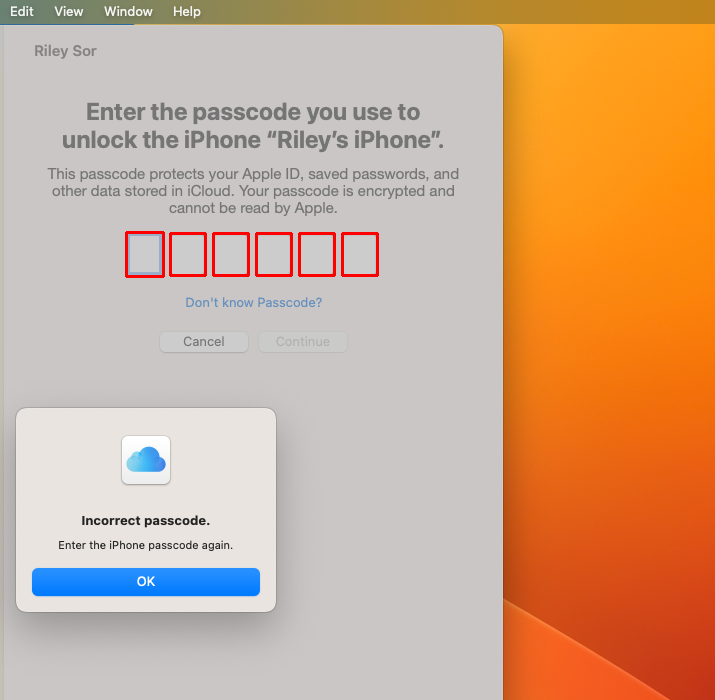 Edit View Window Help
Riley Sor
Enter the passcode you use to
unlock the iPhone “Riley’s iPhone”.
This passcode protects your Apple ID, saved passwords, and
other data stored in iCloud. Your passcode is encrypted and
cannot be read by Apple.
Don't know Passcode?
Cancel Continue
Incorrect passcode.
Enter the iPhone passcode again.
OK